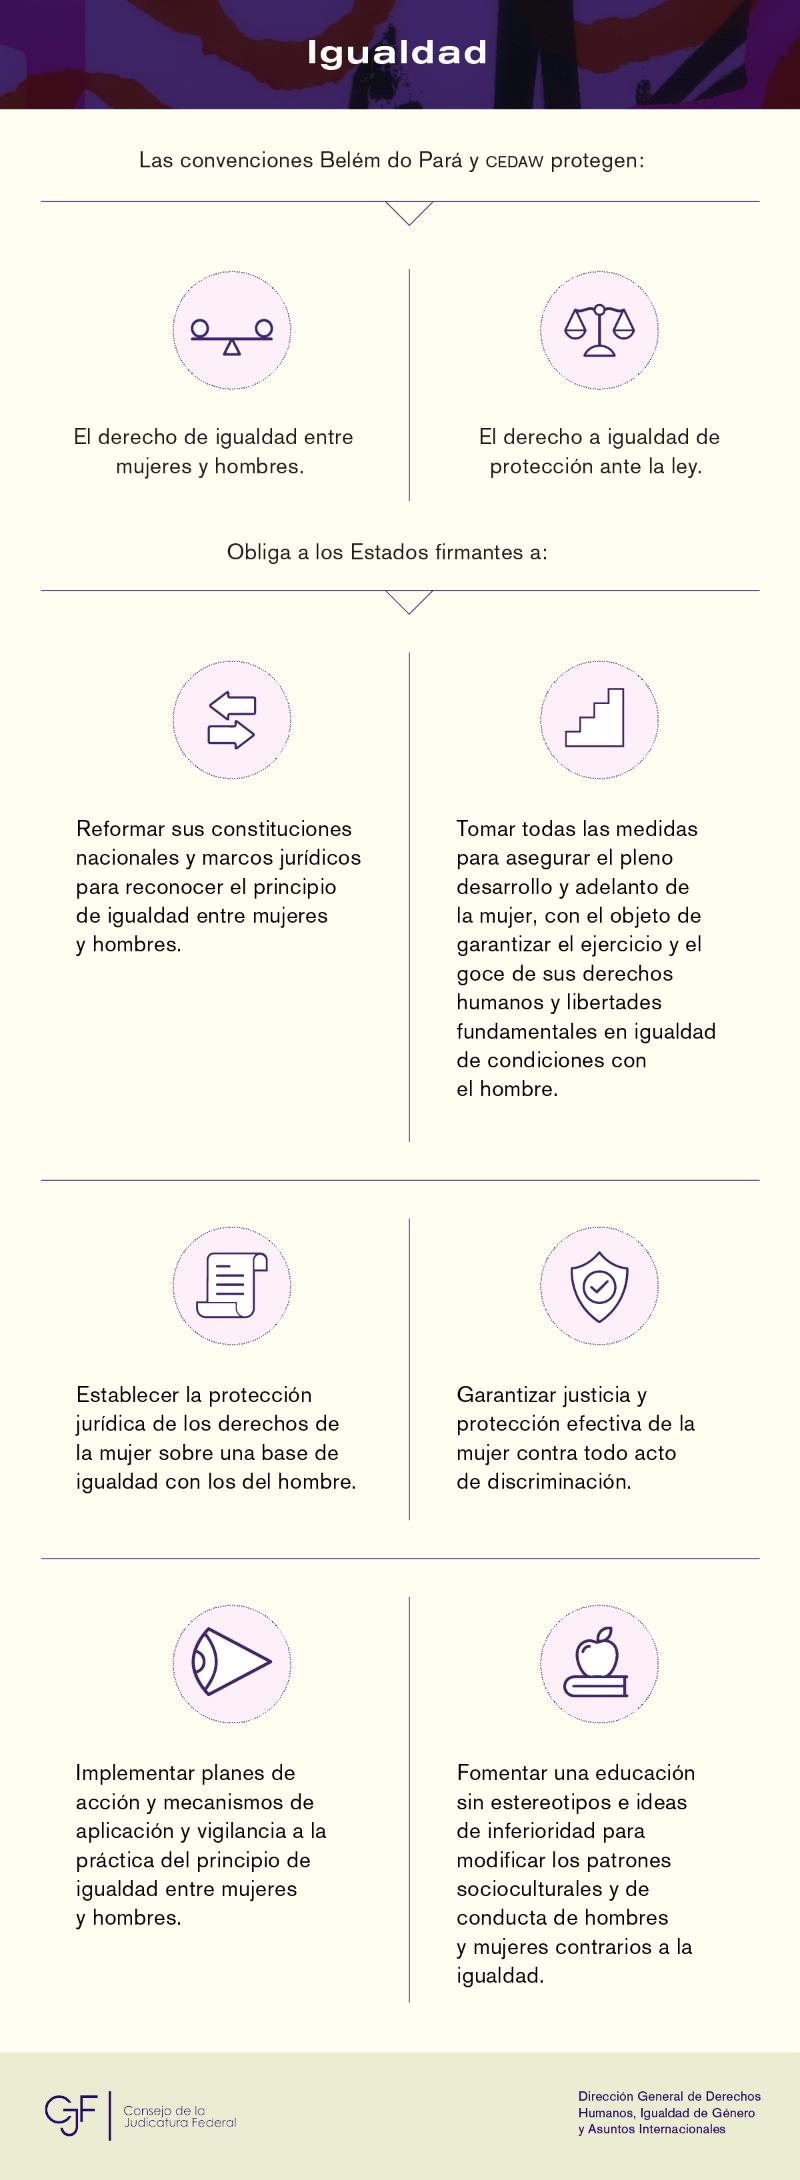 Igualdad
Las convenciones Belém do Pará y CEDAW protegen:
El derecho de igualdad entre
mujeres y hombres.
El derecho a igualdad de
protección ante la ley.
Obliga a los Estados firmantes a:
Reformar sus constituciones
nacionales y marcos jurídicos
para reconocer el principio
de igualdad entre mujeres
y hombres.
Tomar todas las medidas
para asegurar el pleno
desarrollo y adelanto de
la mujer, con el objeto de
garantizar el ejercicio y el
goce de sus derechos
humanos y libertades
fundamentales en igualdad
de condiciones con
el hombre.
Establecer la protección
jurídica de los derechos de
la mujer sobre una base de
igualdad con los del hombre.
Garantizar justicia y
protección efectiva de la
mujer contra todo acto
de discriminación.
Implementar planes de
acción y mecanismos de
aplicación y vigilancia a la
práctica del principio de
igualdad entre mujeres
y hombres.
Fomentar una educación
sin estereotipos e ideas
de inferioridad para
modificar los patrones
socioculturales y de
conducta de hombres
y mujeres contrarios a la
igualdad.
CJF
Consejo de la
Judicatura Federal
Dirección General de Derechos
Humanos, Igualdad de Género
y Asuntos Internacionales